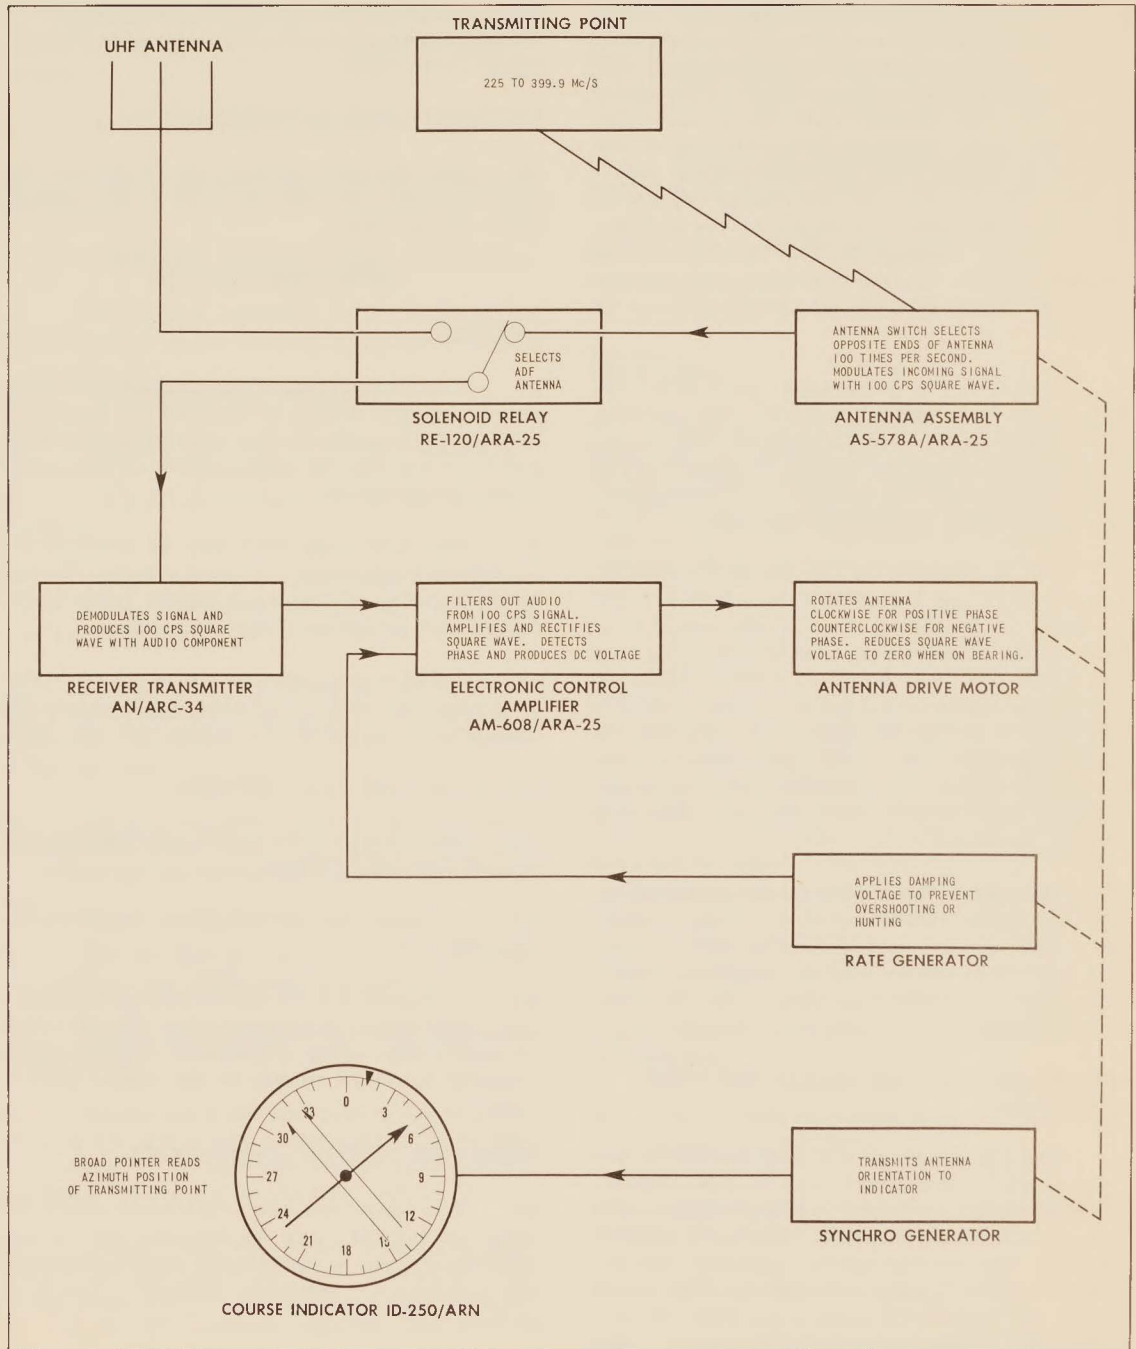 TRANSMITTING POINT
UHF ANTENNA
225 TO 399.9 Mc/S
SELECTS
ADF
ANTENNA
SOLENOID RELAY
RE-120/ARA-25
ANTENNA SWITCH SELECTS
OPPOSITE ENDS OF ANTENNA
100 TIMES PER SECOND.
MODULATES INCOMING SIGNAL
WITH 100 CPS SQUARE WAVE.
ANTENNA ASSEMBLY
AS-578A/ARA-25
DEMODULATES SIGNAL AND
PRODUCES 100 CPS SQUARE
WAVE WITH AUDIO COMPONENT
RECEIVER TRANSMITTER
AN/ARC-34
FILTERS OUT AUDIO
FROM 100 CPS SIGNAL.
AMPLIFIES AND RECTIFIES
SQUARE WAVE. DETECTS
PHASE AND PRODUCES DC VOLTAGE
ELECTRONIC CONTROL
AMPLIFIER
AM-608/ARA-25
ROTATES ANTENNA
CLOCKWISE FOR POSITIVE PHASE
COUNTERCLOCKWISE FOR NEGATIVE
PHASE. REDUCES SQUARE WAVE
VOLTAGE TO ZERO WHEN ON BEARING.
ANTENNA DRIVE MOTOR
APPLIES DAMPING
VOLTAGE TO PREVENT
OVERSHOOTING OR
HUNTING
RATE GENERATOR
BROAD POINTER READS
AZIMUTH POSITION
OF TRANSMITTING POINT
0
3
6
9
12
15
18
21
24
27
30
33
COURSE INDICATOR ID-250/ARN
TRANSMITS ANTENNA
ORIENTATION TO
INDICATOR
SYNCHRO GENERATOR